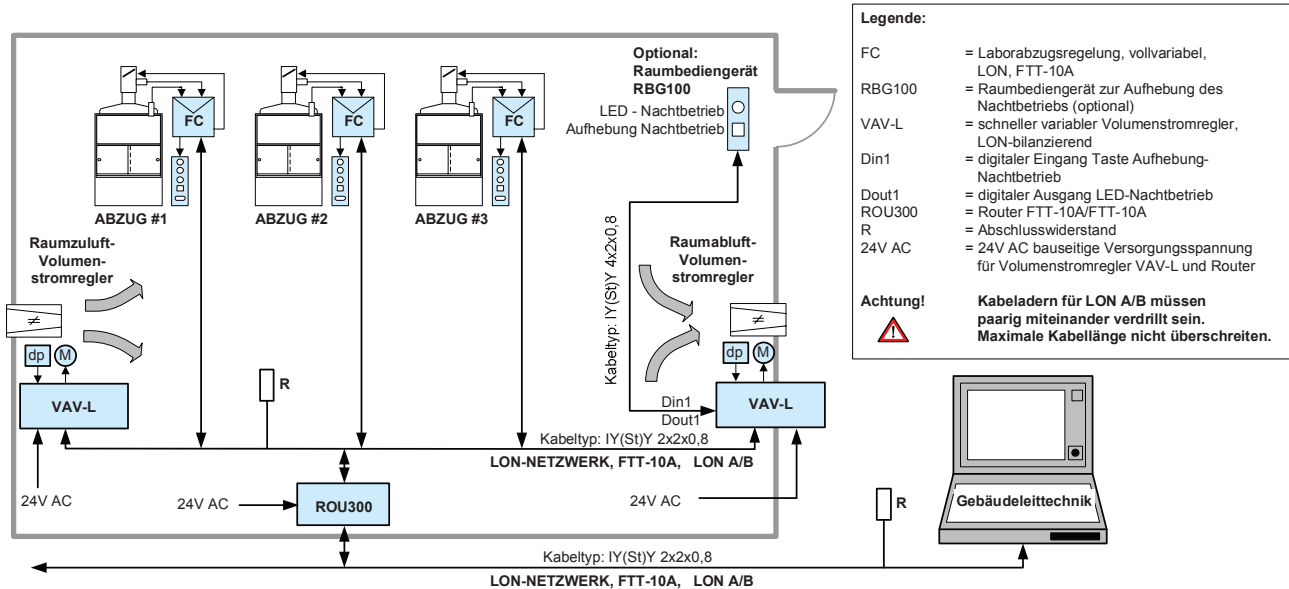 Optional:
Raumbediengerät
RBG100
LED - Nachtbetrieb
Aufhebung Nachtbetrieb
FC
FC
FC
ABZUG #1
ABZUG #2
ABZUG #3
Raumzuluft-
Volumen-
stromregler
Raumabluft-
Volumen-
stromregler
Kabeltyp: IY(St)Y 4x2x0,8
≠
≠
dp
M
dp
M
R
VAV-L
VAV-L
Din1
Dout1
Kabeltyp: IY(St)Y 2x2x0,8
LON-NETZWERK, FTT-10A, LON A/B
24V AC
24V AC
ROU300
24V AC
R
Gebäudeleittechnik
Kabeltyp: IY(St)Y 2x2x0,8
LON-NETZWERK, FTT-10A, LON A/B
Legende:
FC = Laborabzugsregelung, vollvariabel,
LON, FTT-10A
RBG100 = Raumbediengerät zur Aufhebung des
Nachtbetriebs (optional)
VAV-L = schneller variabler Volumenstromregler,
LON-bilanzierend
Din1 = digitaler Eingang Taste Aufhebung-
Nachtbetrieb
Dout1 = digitaler Ausgang LED-Nachtbetrieb
ROU300 = Router FTT-10A/FTT-10A
R = Abschlusswiderstand
24V AC = 24V AC bauseitige Versorgungsspannung
für Volumenstromregler VAV-L und Router
Achtung! Kabeladern für LON A/B müssen
paarig miteinander verdrillt sein.
Maximale Kabellänge nicht überschreiten.